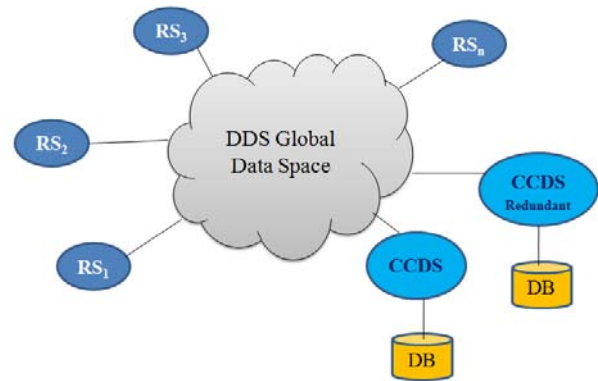 RS₃
RSₙ
RS₂
DDS Global
Data Space
CCDS
Redundant
RS₁
CCDS
DB
DB